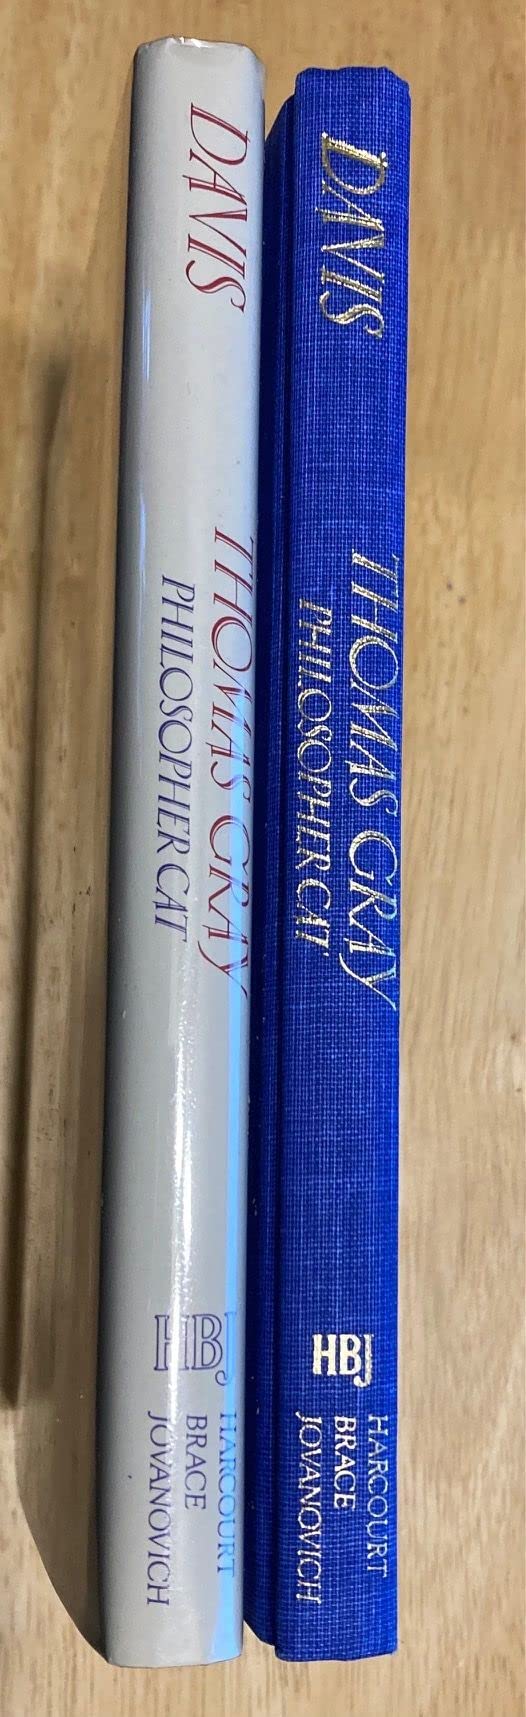 DAVIS
THOMAS GRAY
PHILOSOPHER CAT
HBJ
HARCOURT
BRACE
JOVANOVICH
DAVIS
THOMAS GRAY
PHILOSOPHER CAT
HBJ
HARCOURT
BRACE
JOVANOVICH